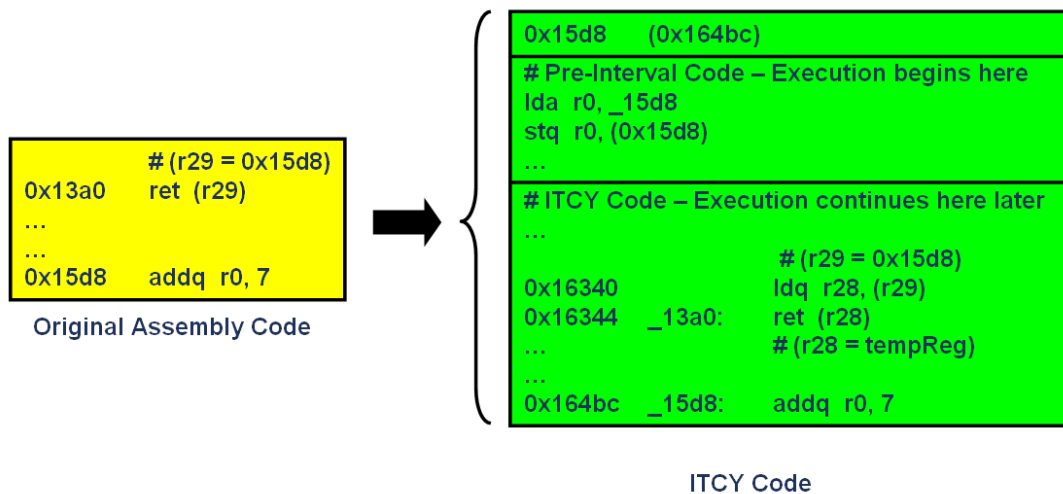 # (r29 = 0x15d8)
0x13a0 ret (r29)
...
...
0x15d8 addq r0, 7
Original Assembly Code
0x15d8 (0x164bc)
# Pre-Interval Code – Execution begins here
lda r0, _15d8
stq r0, (0x15d8)
...
# ITCY Code – Execution continues here later
...
# (r29 = 0x15d8)
0x16340 ldq r28, (r29)
0x16344 _13a0: ret (r28)
... # (r28 = tempReg)
...
0x164bc _15d8: addq r0, 7
ITCY Code